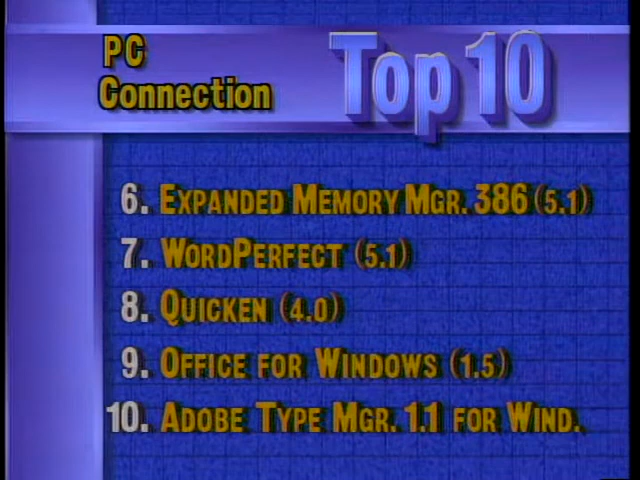 PC
Connection
Top 10
6. Expanded Memory Mgr. 386 (5.1)
7. WordPerfect (5.1)
8. Quicken (4.0)
9. Office for Windows (1.5)
10. Adobe Type Mgr. 1.1 for Wind.